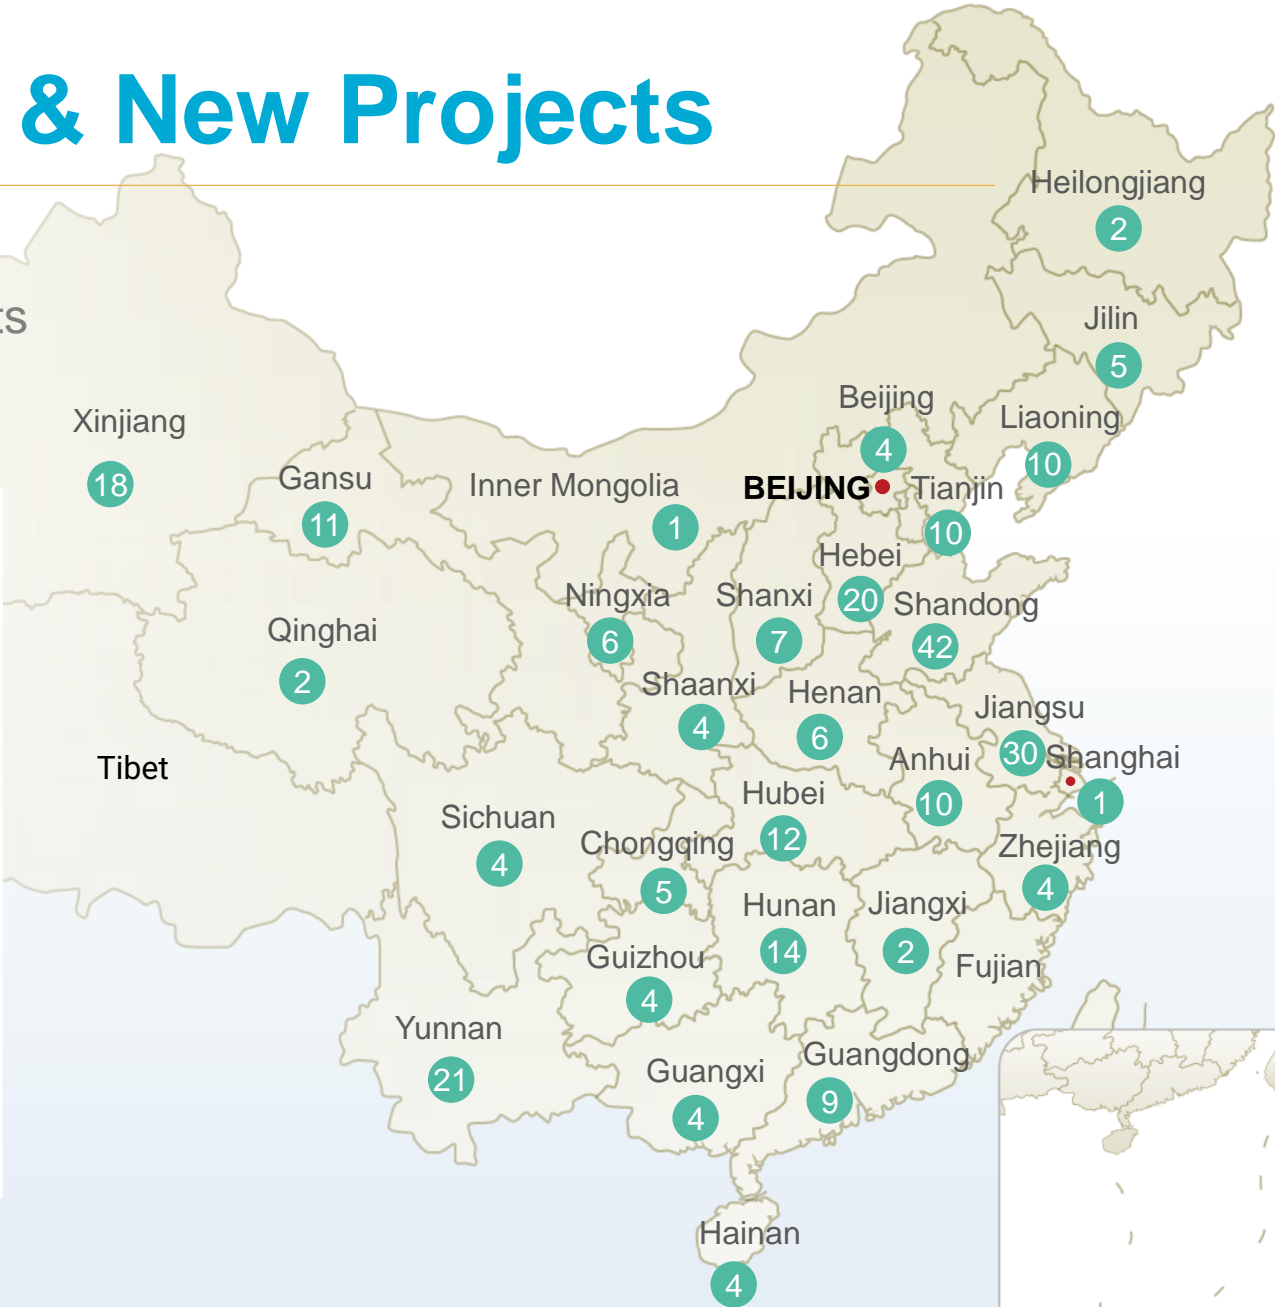 & New Projects
Heilongjiang
2
ts
Jilin
5
Beijing
4
Liaoning
10
Xinjiang
18
Gansu
11
Inner Mongolia
1
BEIJING
Tianjin
10
Hebei
20
Ningxia
6
Shanxi
7
Shandong
42
Qinghai
2
Shaanxi
4
Henan
6
Jiangsu
30
Shanghai
1
Tibet
Anhui
10
Hubei
12
Sichuan
4
Chongqing
5
Zhejiang
4
Hunan
14
Jiangxi
2
Fujian
Guizhou
4
Yunnan
21
Guangxi
4
Guangdong
9
Hainan
4